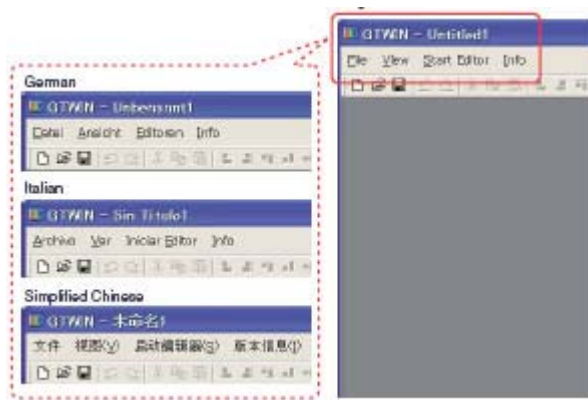 GTWIN - Untitled1
File View Start Editor Info
German
GTWIN - Unbenannt1
Datei Ansicht Editoren Info
Italian
GTWIN - Sin Titulo1
Archivo Ver Iniciar Editor Info
Simplified Chinese
GTWIN - 未命名1
文件 视图(V) 启动编辑器(S) 版本信息(I)